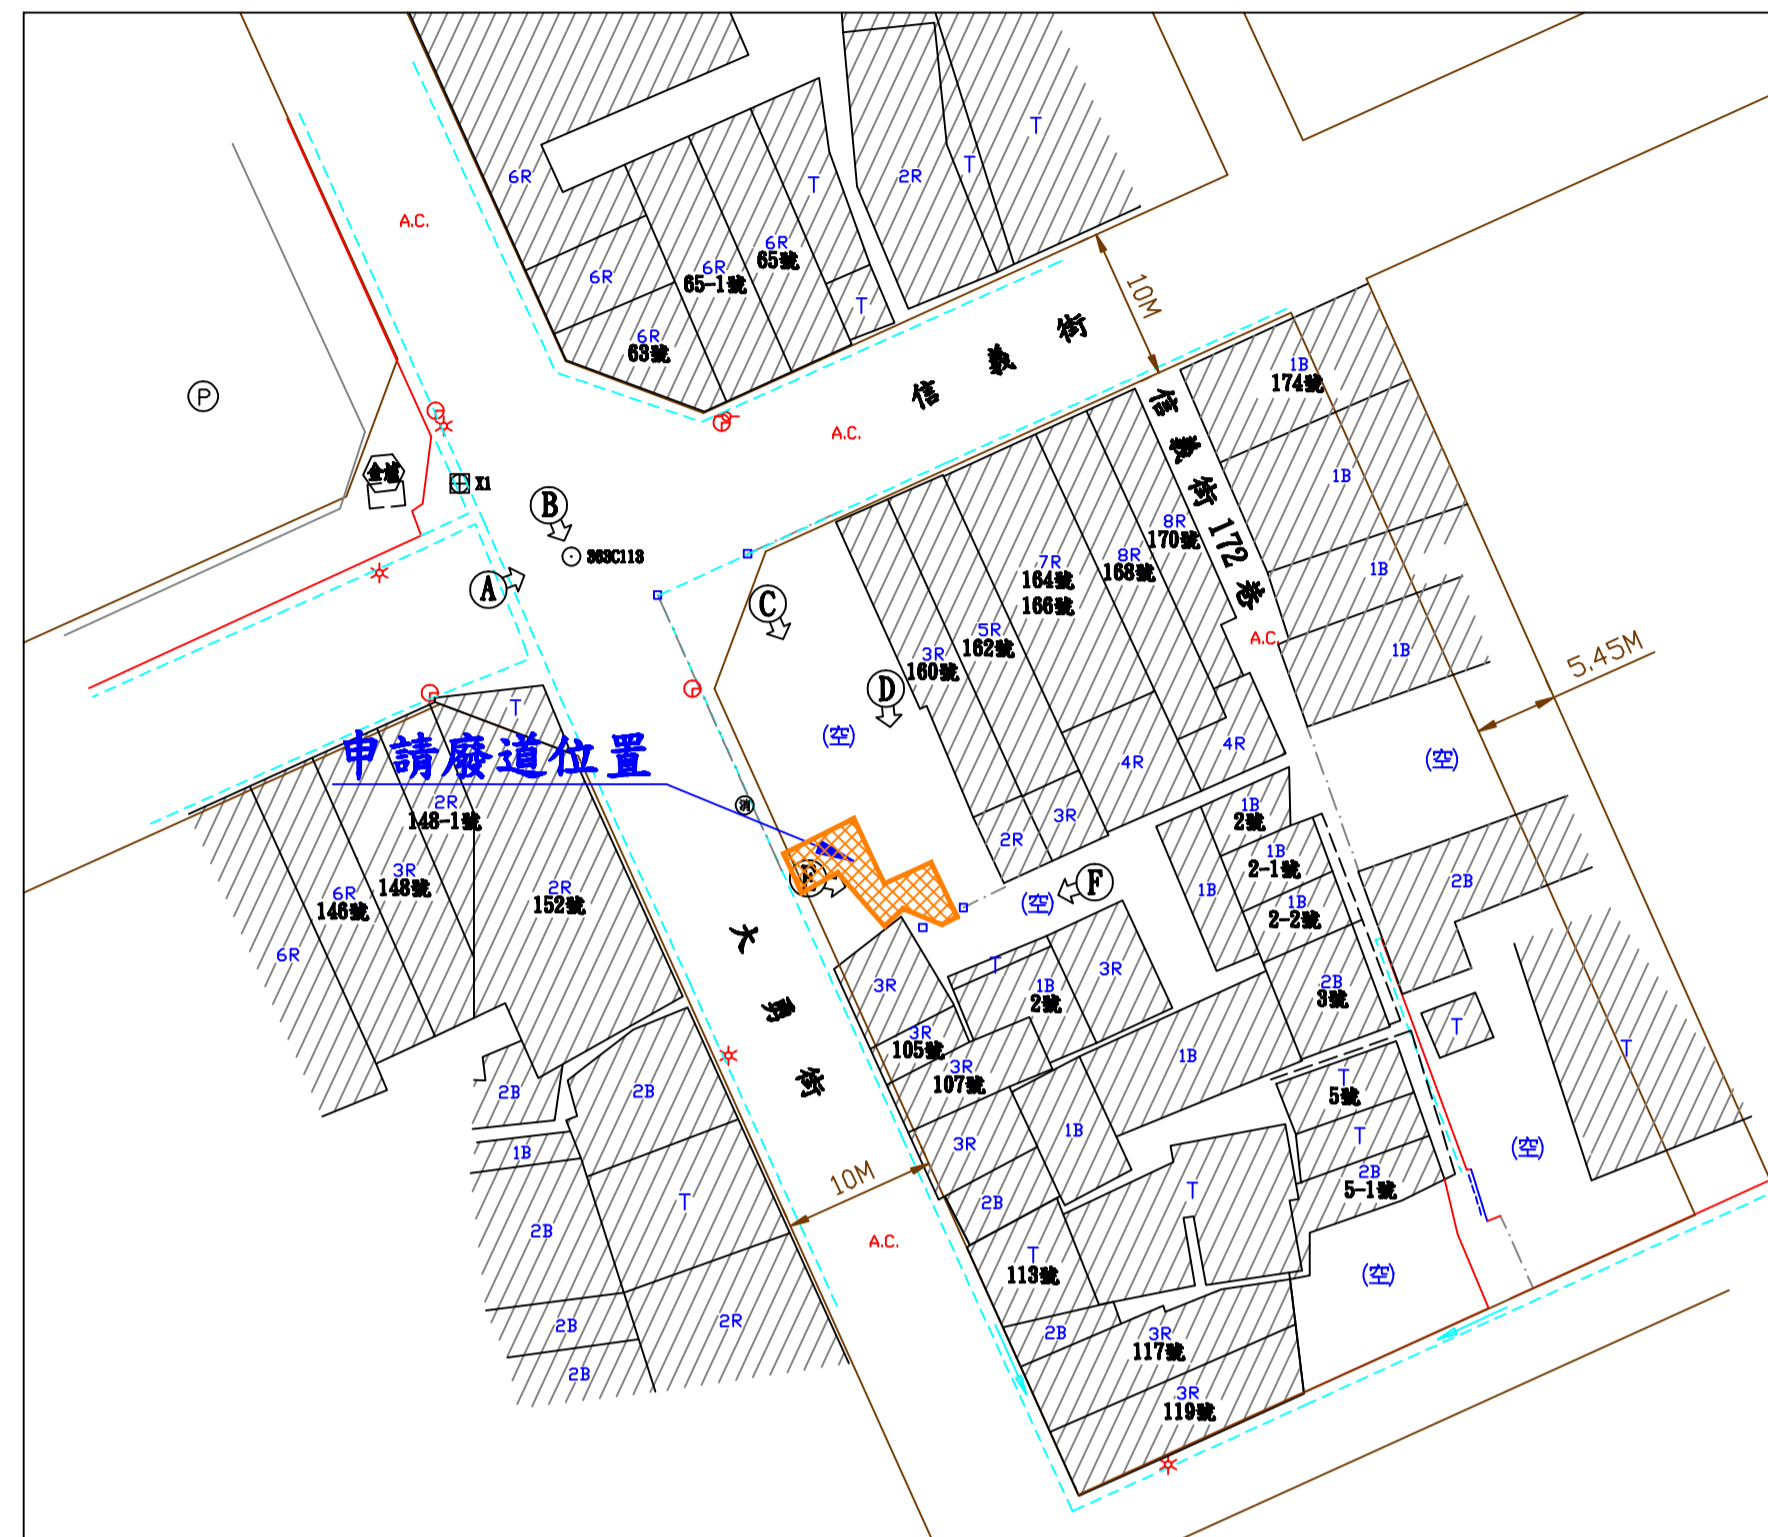 T
T
2R
6R
T
A.C.
6R
65號
6R
65-1號
6R
T
10M
6R
63號
信義街
1B
174號
P
A.C.
信義街172巷
金爐
X1
1B
B
363C113
8R
170號
8R
168號
7R
164號
166號
A
1B
C
5R
162號
A.C.
1B
5.45M
3R
160號
D
T
(空)
(空)
申請廢道位置
4R
4R
消
2R
148-1號
3R
2R
1B
2號
1B
2-1號
3R
148號
F
2B
6R
146號
2R
152號
(空)
1B
1B
2-2號
大勇街
6R
T
3R
3R
1B
2號
2B
3號
T
T
3R
105號
1B
3R
107號
T
5號
2B
2B
1B
T
1B
3R
(空)
10M
2B
5-1號
T
T
2B
2B
A.C.
T
113號
(空)
2B
2R
2B
3R
117號
2B
3R
119號